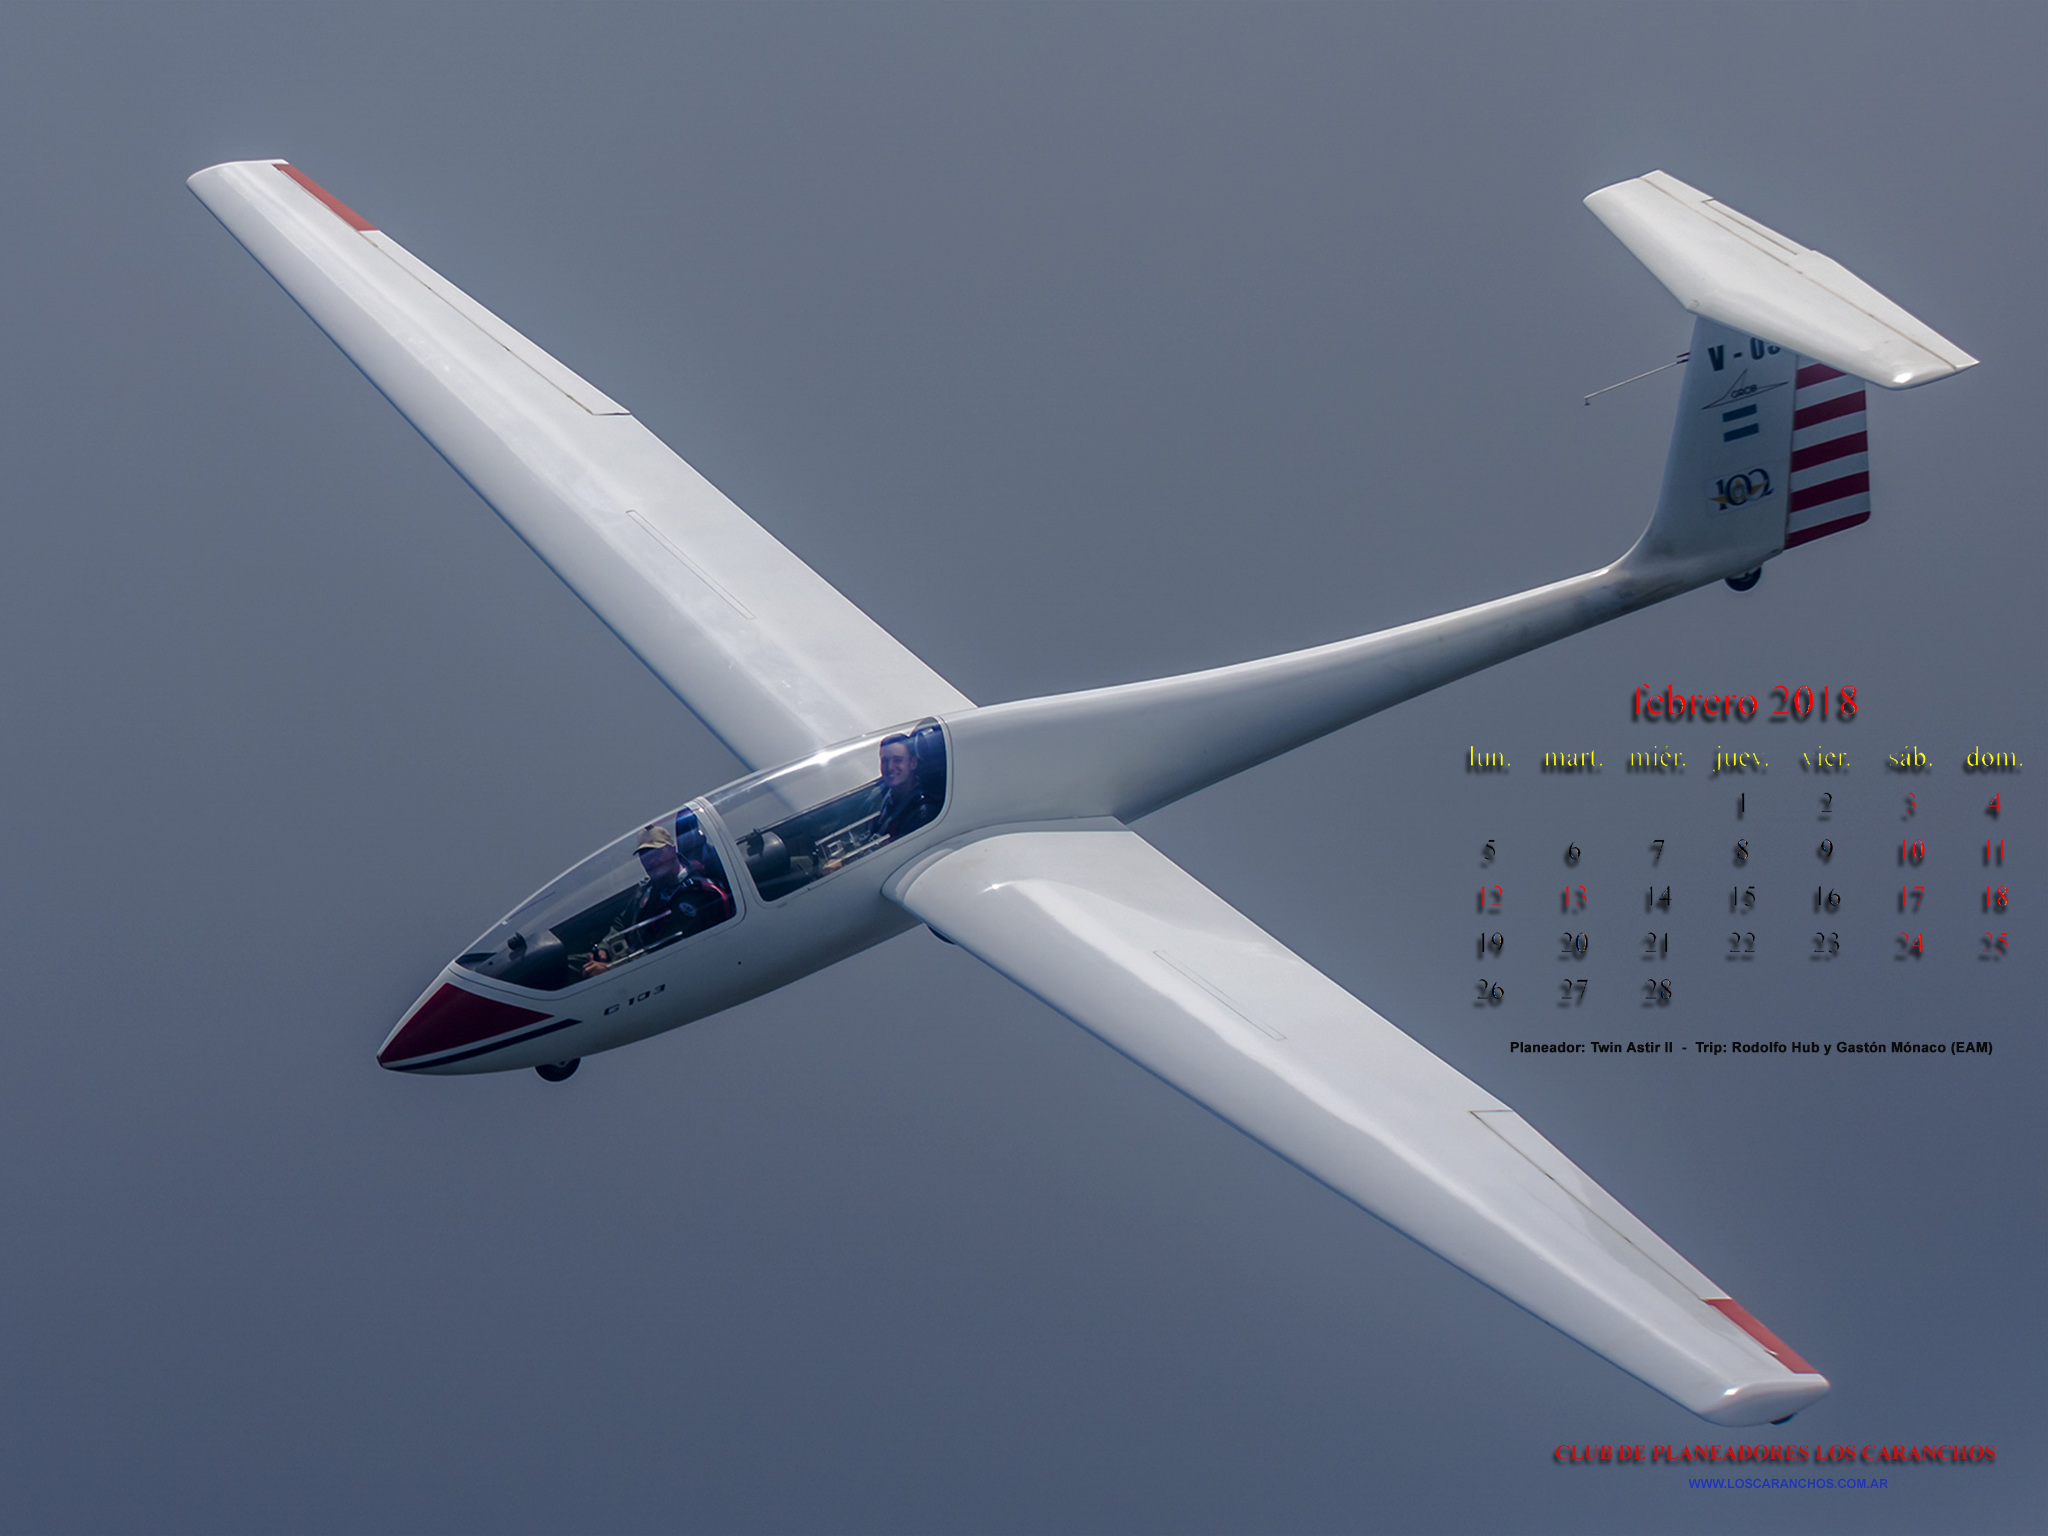 V - 0
GROB
100
febrero 2018
lun. mart. miér. juev. vier. sáb. dom.
1 2 3 4
5 6 7 8 9 10 11
12 13 14 15 16 17 18
19 20 21 22 23 24 25
26 27 28
G 103
Planeador: Twin Astir II - Trip: Rodolfo Hub y Gastón Mónaco (EAM)
CLUB DE PLANEADORES LOS CARANCHOS
WWW.LOSCARANCHOS.COM.AR